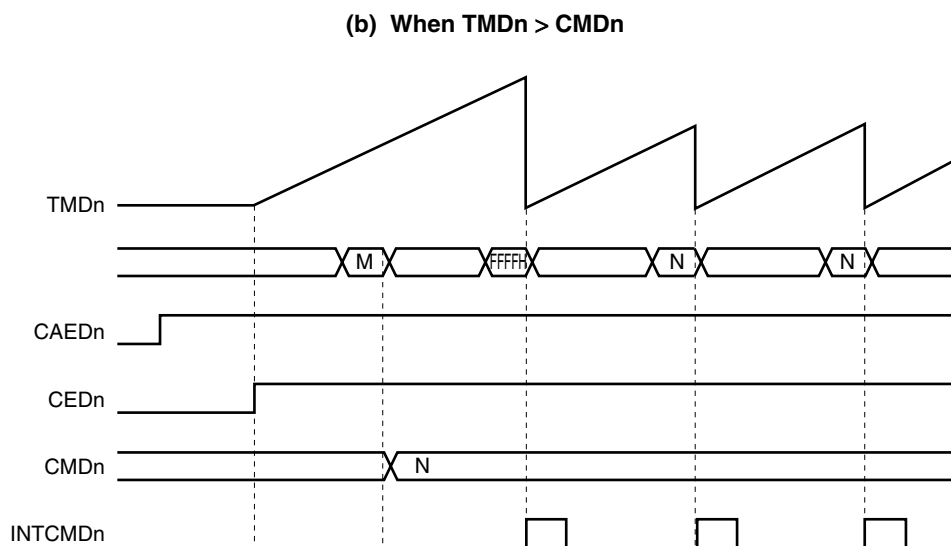 (b) When TMDn > CMDn
TMDn
M FFFFH N N
CAEDn
CEDn
CMDn N
INTCMDn